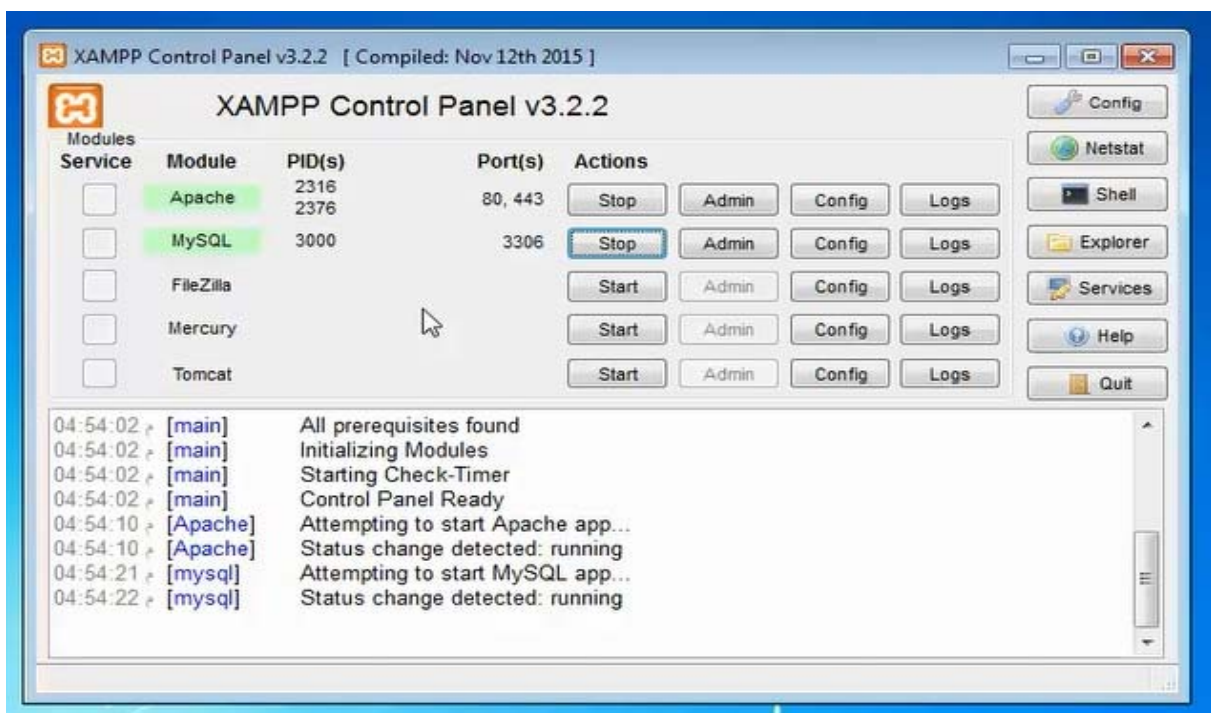 XAMPP Control Panel v3.2.2 [ Compiled: Nov 12th 2015 ]
XAMPP Control Panel v3.2.2
Config
Modules
Netstat
Service Module PID(s) Port(s) Actions
Apache 2316 2376 80, 443 Stop Admin Config Logs
Shell
MySQL 3000 3306 Stop Admin Config Logs
Explorer
FileZilla Start Admin Config Logs
Services
Mercury Start Admin Config Logs
Help
Tomcat Start Admin Config Logs
Quit
04:54:02 م [main] All prerequisites found
04:54:02 م [main] Initializing Modules
04:54:02 م [main] Starting Check-Timer
04:54:02 م [main] Control Panel Ready
04:54:10 م [Apache] Attempting to start Apache app...
04:54:10 م [Apache] Status change detected: running
04:54:21 م [mysql] Attempting to start MySQL app...
04:54:22 م [mysql] Status change detected: running